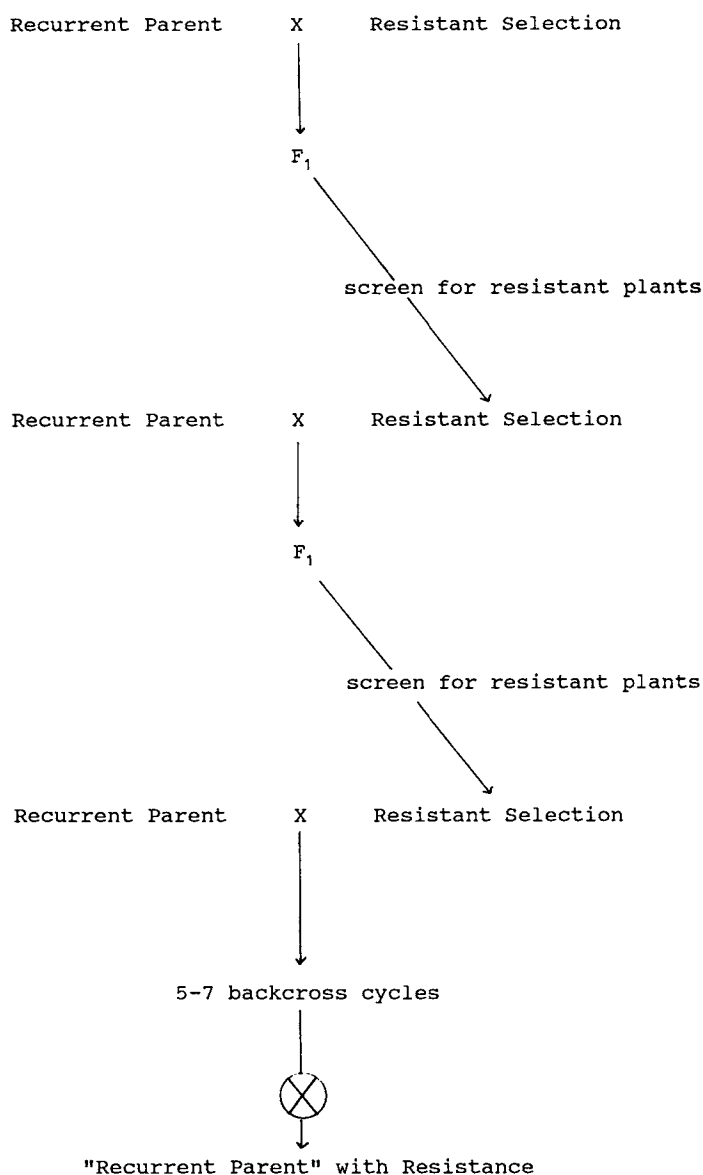 Recurrent Parent X Resistant Selection
F₁
screen for resistant plants
Recurrent Parent X Resistant Selection
F₁
screen for resistant plants
Recurrent Parent X Resistant Selection
5-7 backcross cycles
"Recurrent Parent" with Resistance